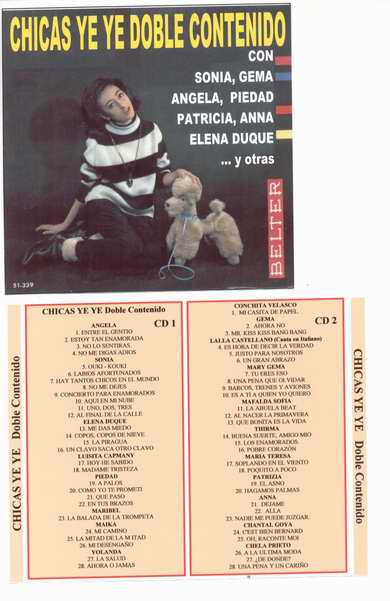 CHICAS YE YE DOBLE CONTENIDO
CON
SONIA, GEMA
ANGELA, PIEDAD
PATRICIA, ANNA
ELENA DUQUE
... y otras
BELTER
51-339
CHICAS YE YE Doble Contenido
CHICAS YE YE Doble Contenido
CD 1
ANGELA
1. ENTRE EL GENTIO
2. ESTOY TAN ENAMORADA
3. NO LO SENTIRAS
4. NO ME DIGAS ADIOS
SONIA
5. OUKI - KOUKI
6. LABIOS AFORTUNADOS
7. HAY TANTOS CHICOS EN EL MUNDO
8. NO ME DEJES
9. CONCIERTO PARA ENAMORADOS
10. AQUI EN MI NUBE
11. UNO, DOS, TRES
12. AL FINAL DE LA CALLE
ELENA DUQUE
13. ME DAS MIEDO
14. COPOS, COPOS DE NIEVE
15. LA PIRAGUA
16. UN CLAVO SACA OTRO CLAVO
LUISITA CAPMANY
17. HOY HE SABIDO
18. MADAME TRISTEZA
PIEDAD
19. A PALOS
20. COMO YO TE PROMETI
21. QUE PASO
22. EN TUS BRAZOS
MARIBEL
23. LA BALADA DE LA TROMPETA
MAIKA
24. MI CAMINO
25. LA MITAD DE LA MITAD
26. MI DESENGAÑO
YOLANDA
27. LA SALUD
28. AHORA O JAMAS
CONCHITA VELASCO
CD 2
1. MI CASITA DE PAPEL
GEMA
2. AHORA NO
3. MR. KISS KISS BANG BANG
LALLA CASTELLANO (Canta en Italiano)
4. ES HORA DE DECIR LA VERDAD
5. JUSTO PARA NOSOTROS
6. UN GRAN ABRAZO
MARY GEMA
7. TU ERES ESO
8. UNA PENA QUE OLVIDAR
9. BARCOS, TRENES Y AVIONES
10. ES A TI A QUIEN YO QUIERO
MAFALDA SOFIA
11. LA ABUELA BEAT
12. AL NACER LA PRIMAVERA
13. QUE BONITA ES LA VIDA
THIRMA
14. BUENA SUERTE, AMIGO MIO
15. LOS ENAMORADOS
16. POBRE CORAZÓN
MARIA TERESA
17. SOPLANDO EN EL VIENTO
18. POQUITO A POCO
PATRIZIA
19. EL ASNO
20. HAGAMOS PALMAS
ANNA
21. DEJAME
22. ALLA
23. NADIE ME PUEDE JUZGAR
CHANTAL GOYA
24. C'EST BIEN BERNARD
25. OH, RACONTE MOI
CHELA PRIETO
26. A LA ULTIMA MODA
27. ¿DE DONDE?
28. UNA PENA Y UN CARIÑO
CHICAS YE YE Doble Contenido